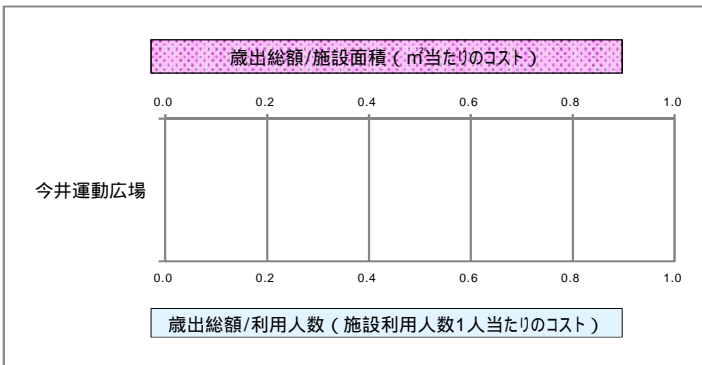 歳出総額/施設面積（㎡当たりのコスト）
0.0 0.2 0.4 0.6 0.8 1.0
今井運動広場
0.0 0.2 0.4 0.6 0.8 1.0
歳出総額/利用人数（施設利用人数1人当たりのコスト）